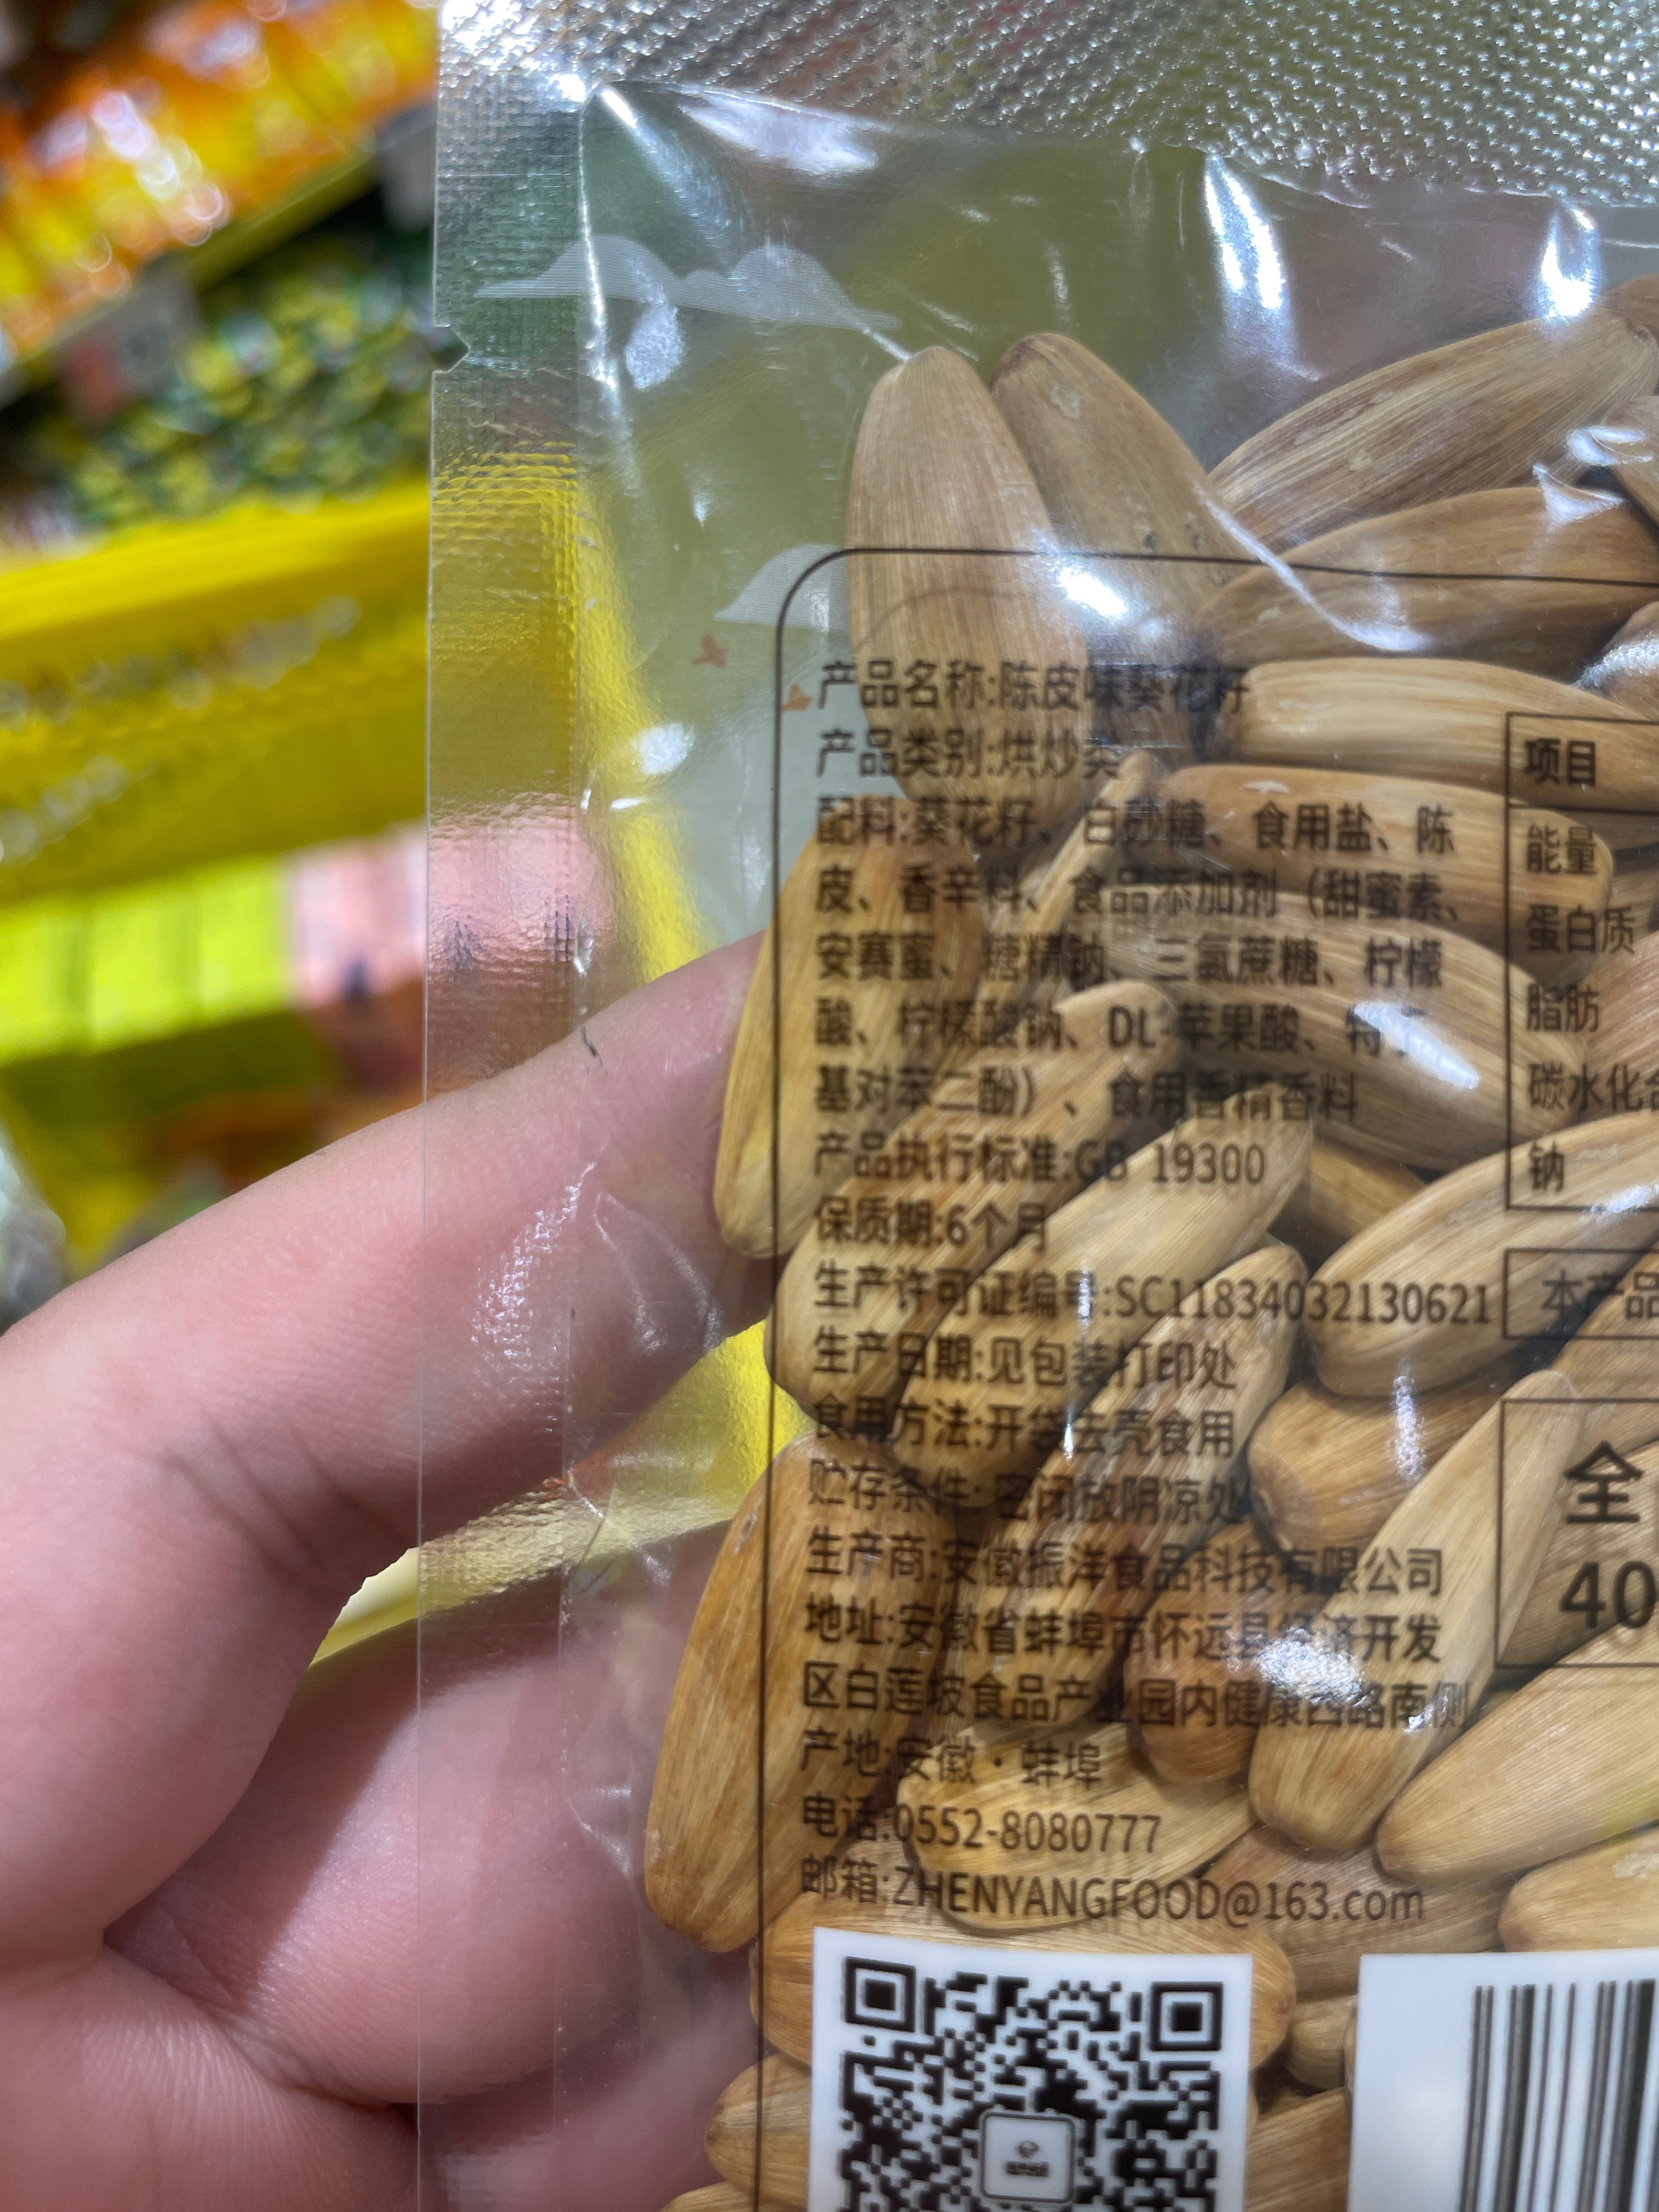 产品名称:陈皮味葵花籽
产品类别:烘炒类
配料:葵花籽、白砂糖、食用盐、陈
皮、香辛料、食品添加剂（甜蜜素、
安赛蜜、糖精钠、三氯蔗糖、柠檬
酸、柠檬酸钠、DL-苹果酸、特丁
基对苯二酚）、食用香精香料
产品执行标准:GB 19300
保质期:6个月
生产许可证编号:SC11834032130621
生产日期:见包装打印处
食用方法:开袋去壳食用
贮存条件:密闭放阴凉处
生产商:安徽振洋食品科技有限公司
地址:安徽省蚌埠市怀远县经济开发
区白莲坡食品产业园内健康西路南侧
产地:安徽·蚌埠
电话:0552-8080777
邮箱:ZHENYANGFOOD@163.com
项目
能量
蛋白质
脂肪
碳水化合
钠
本产品
全
40